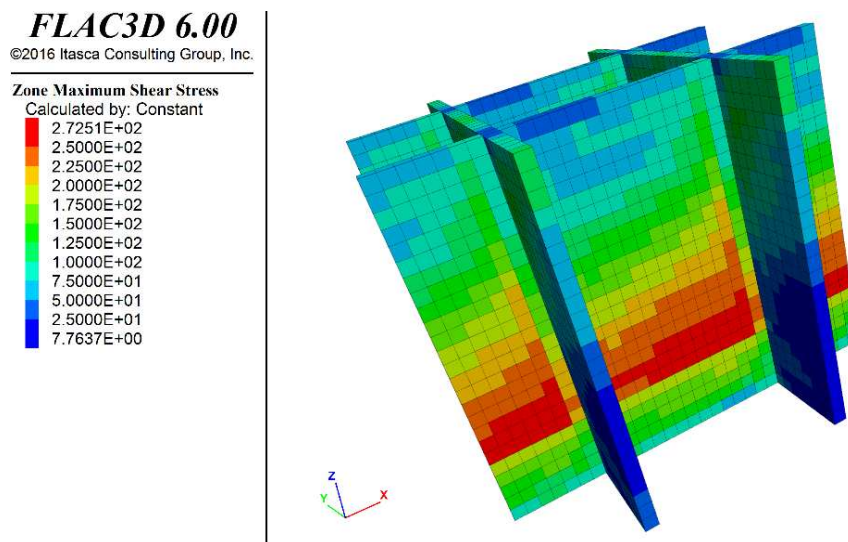 FLAC3D 6.00
©2016 Itasca Consulting Group, Inc.
Zone Maximum Shear Stress
Calculated by: Constant
2.7251E+02
2.5000E+02
2.2500E+02
2.0000E+02
1.7500E+02
1.5000E+02
1.2500E+02
1.0000E+02
7.5000E+01
5.0000E+01
2.5000E+01
7.7637E+00
Z
Y
X